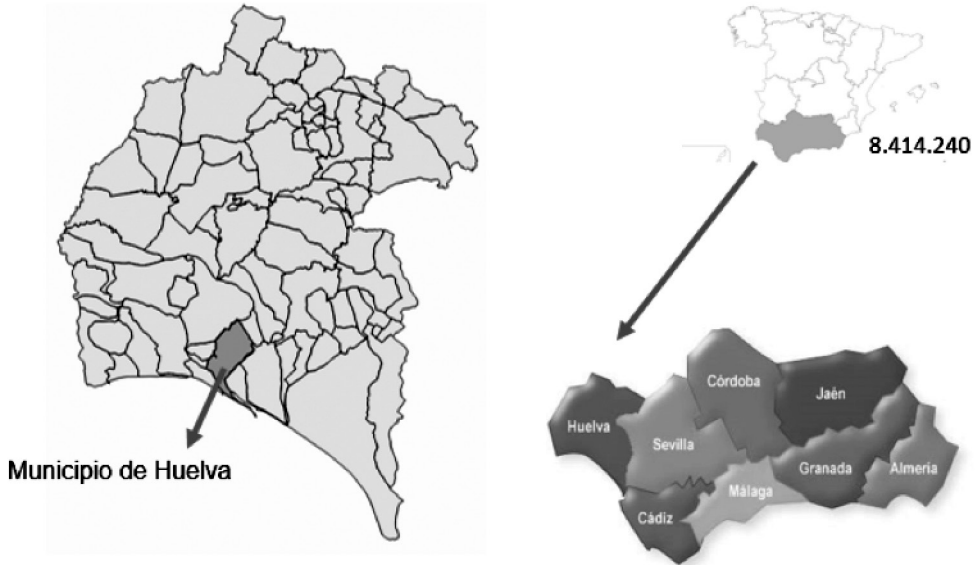 Municipio de Huelva
8.414.240
Córdoba
Jaén
Huelva
Sevilla
Granada
Almería
Málaga
Cádiz